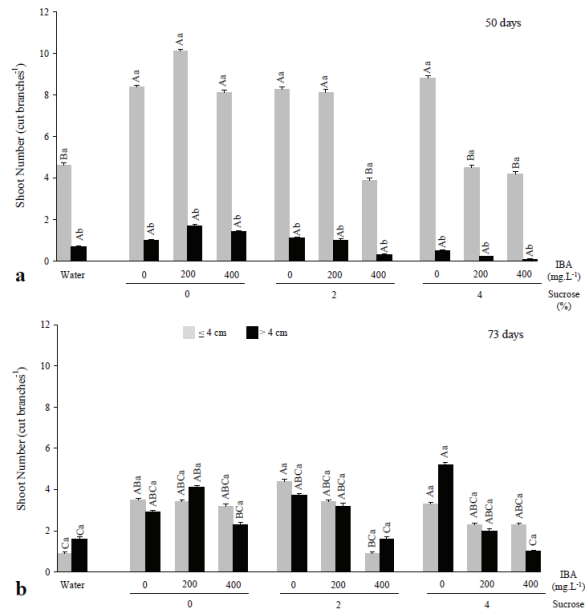 50 days
Shoot Number (cut branches⁻¹)
12
10
8
6
4
2
0
Ba
Ab
Aa
Ab
Aa
Ab
Aa
Ab
Aa
Ab
Aa
Ab
Ba
Ab
Aa
Ab
Ba
Ab
Ba
Ab
a
Water 0 200 400 0 200 400 0 200 400 IBA
(mg.L⁻¹)
0 2 4 Sucrose
(%)
73 days
≤ 4 cm > 4 cm
Shoot Number (cut branches⁻¹)
12
10
8
6
4
2
0
Ca
Ca
ABa
ABCa
ABCa
ABa
ABCa
BCa
Aa
ABCa
ABCa
ABCa
BCa
Ca
Aa
Aa
ABCa
ABCa
ABCa
Ca
b
Water 0 200 400 0 200 400 0 200 400 IBA
(mg.L⁻¹)
0 2 4 Sucrose